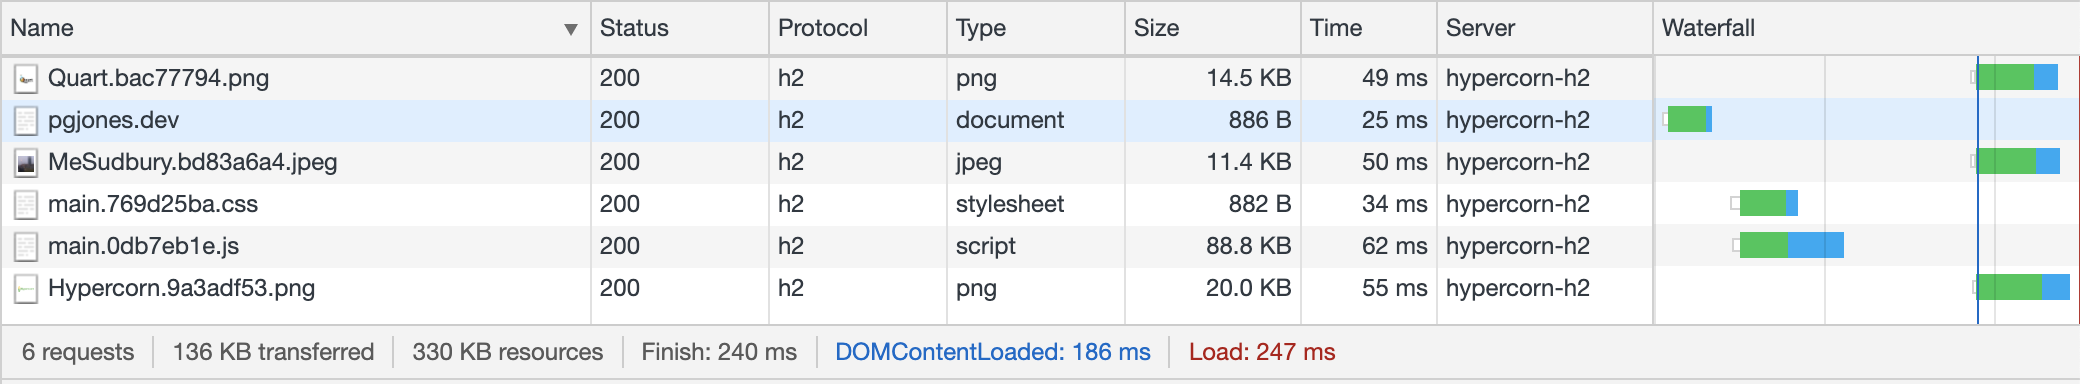 Name Status Protocol Type Size Time Server Waterfall
Quart.bac77794.png 200 h2 png 14.5 KB 49 ms hypercorn-h2
pgjones.dev 200 h2 document 886 B 25 ms hypercorn-h2
MeSudbury.bd83a6a4.jpeg 200 h2 jpeg 11.4 KB 50 ms hypercorn-h2
main.769d25ba.css 200 h2 stylesheet 882 B 34 ms hypercorn-h2
main.0db7eb1e.js 200 h2 script 88.8 KB 62 ms hypercorn-h2
Hypercorn.9a3adf53.png 200 h2 png 20.0 KB 55 ms hypercorn-h2
6 requests 136 KB transferred 330 KB resources Finish: 240 ms DOMContentLoaded: 186 ms Load: 247 ms